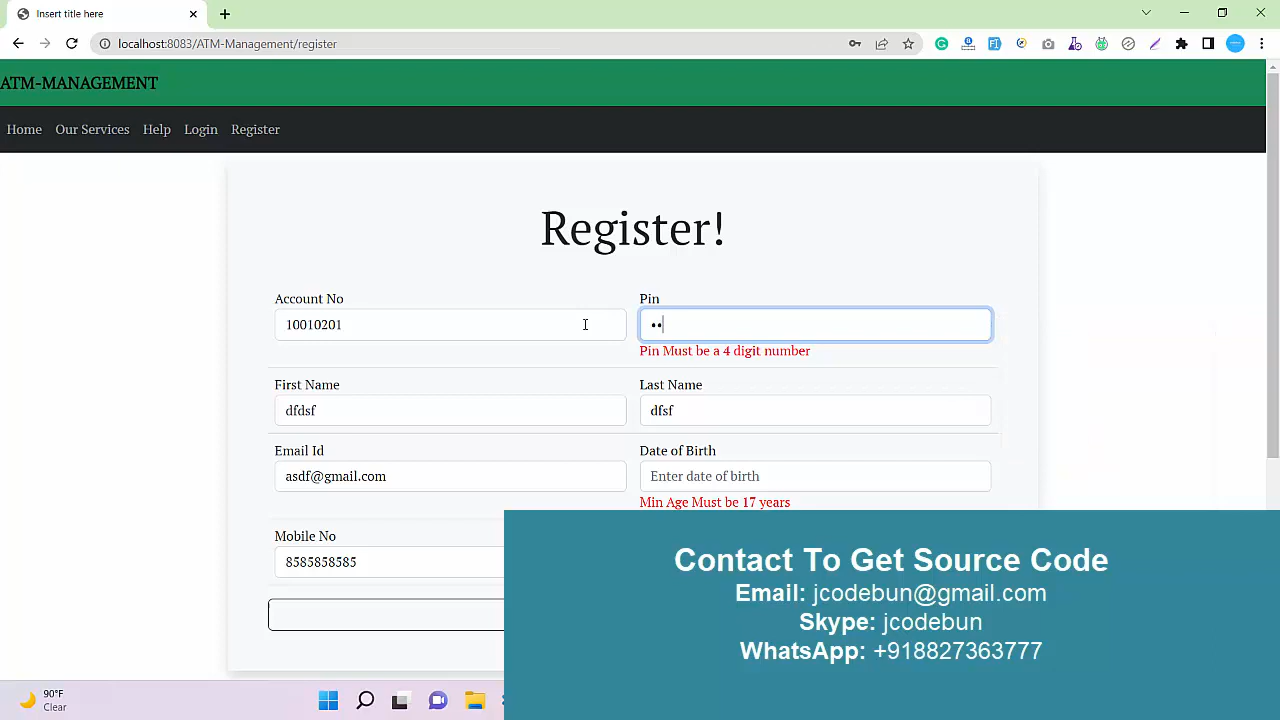 Insert title here
localhost:8083/ATM-Management/register
ATM-MANAGEMENT
Home Our Services Help Login Register
Register!
Account No Pin
10010201 ••
Pin Must be a 4 digit number
First Name Last Name
dfdsf dfsf
Email Id Date of Birth
asdf@gmail.com Enter date of birth
Min Age Must be 17 years
Mobile No
8585858585
Contact To Get Source Code
Email: jcodebun@gmail.com
Skype: jcodebun
WhatsApp: +918827363777
90°F
Clear